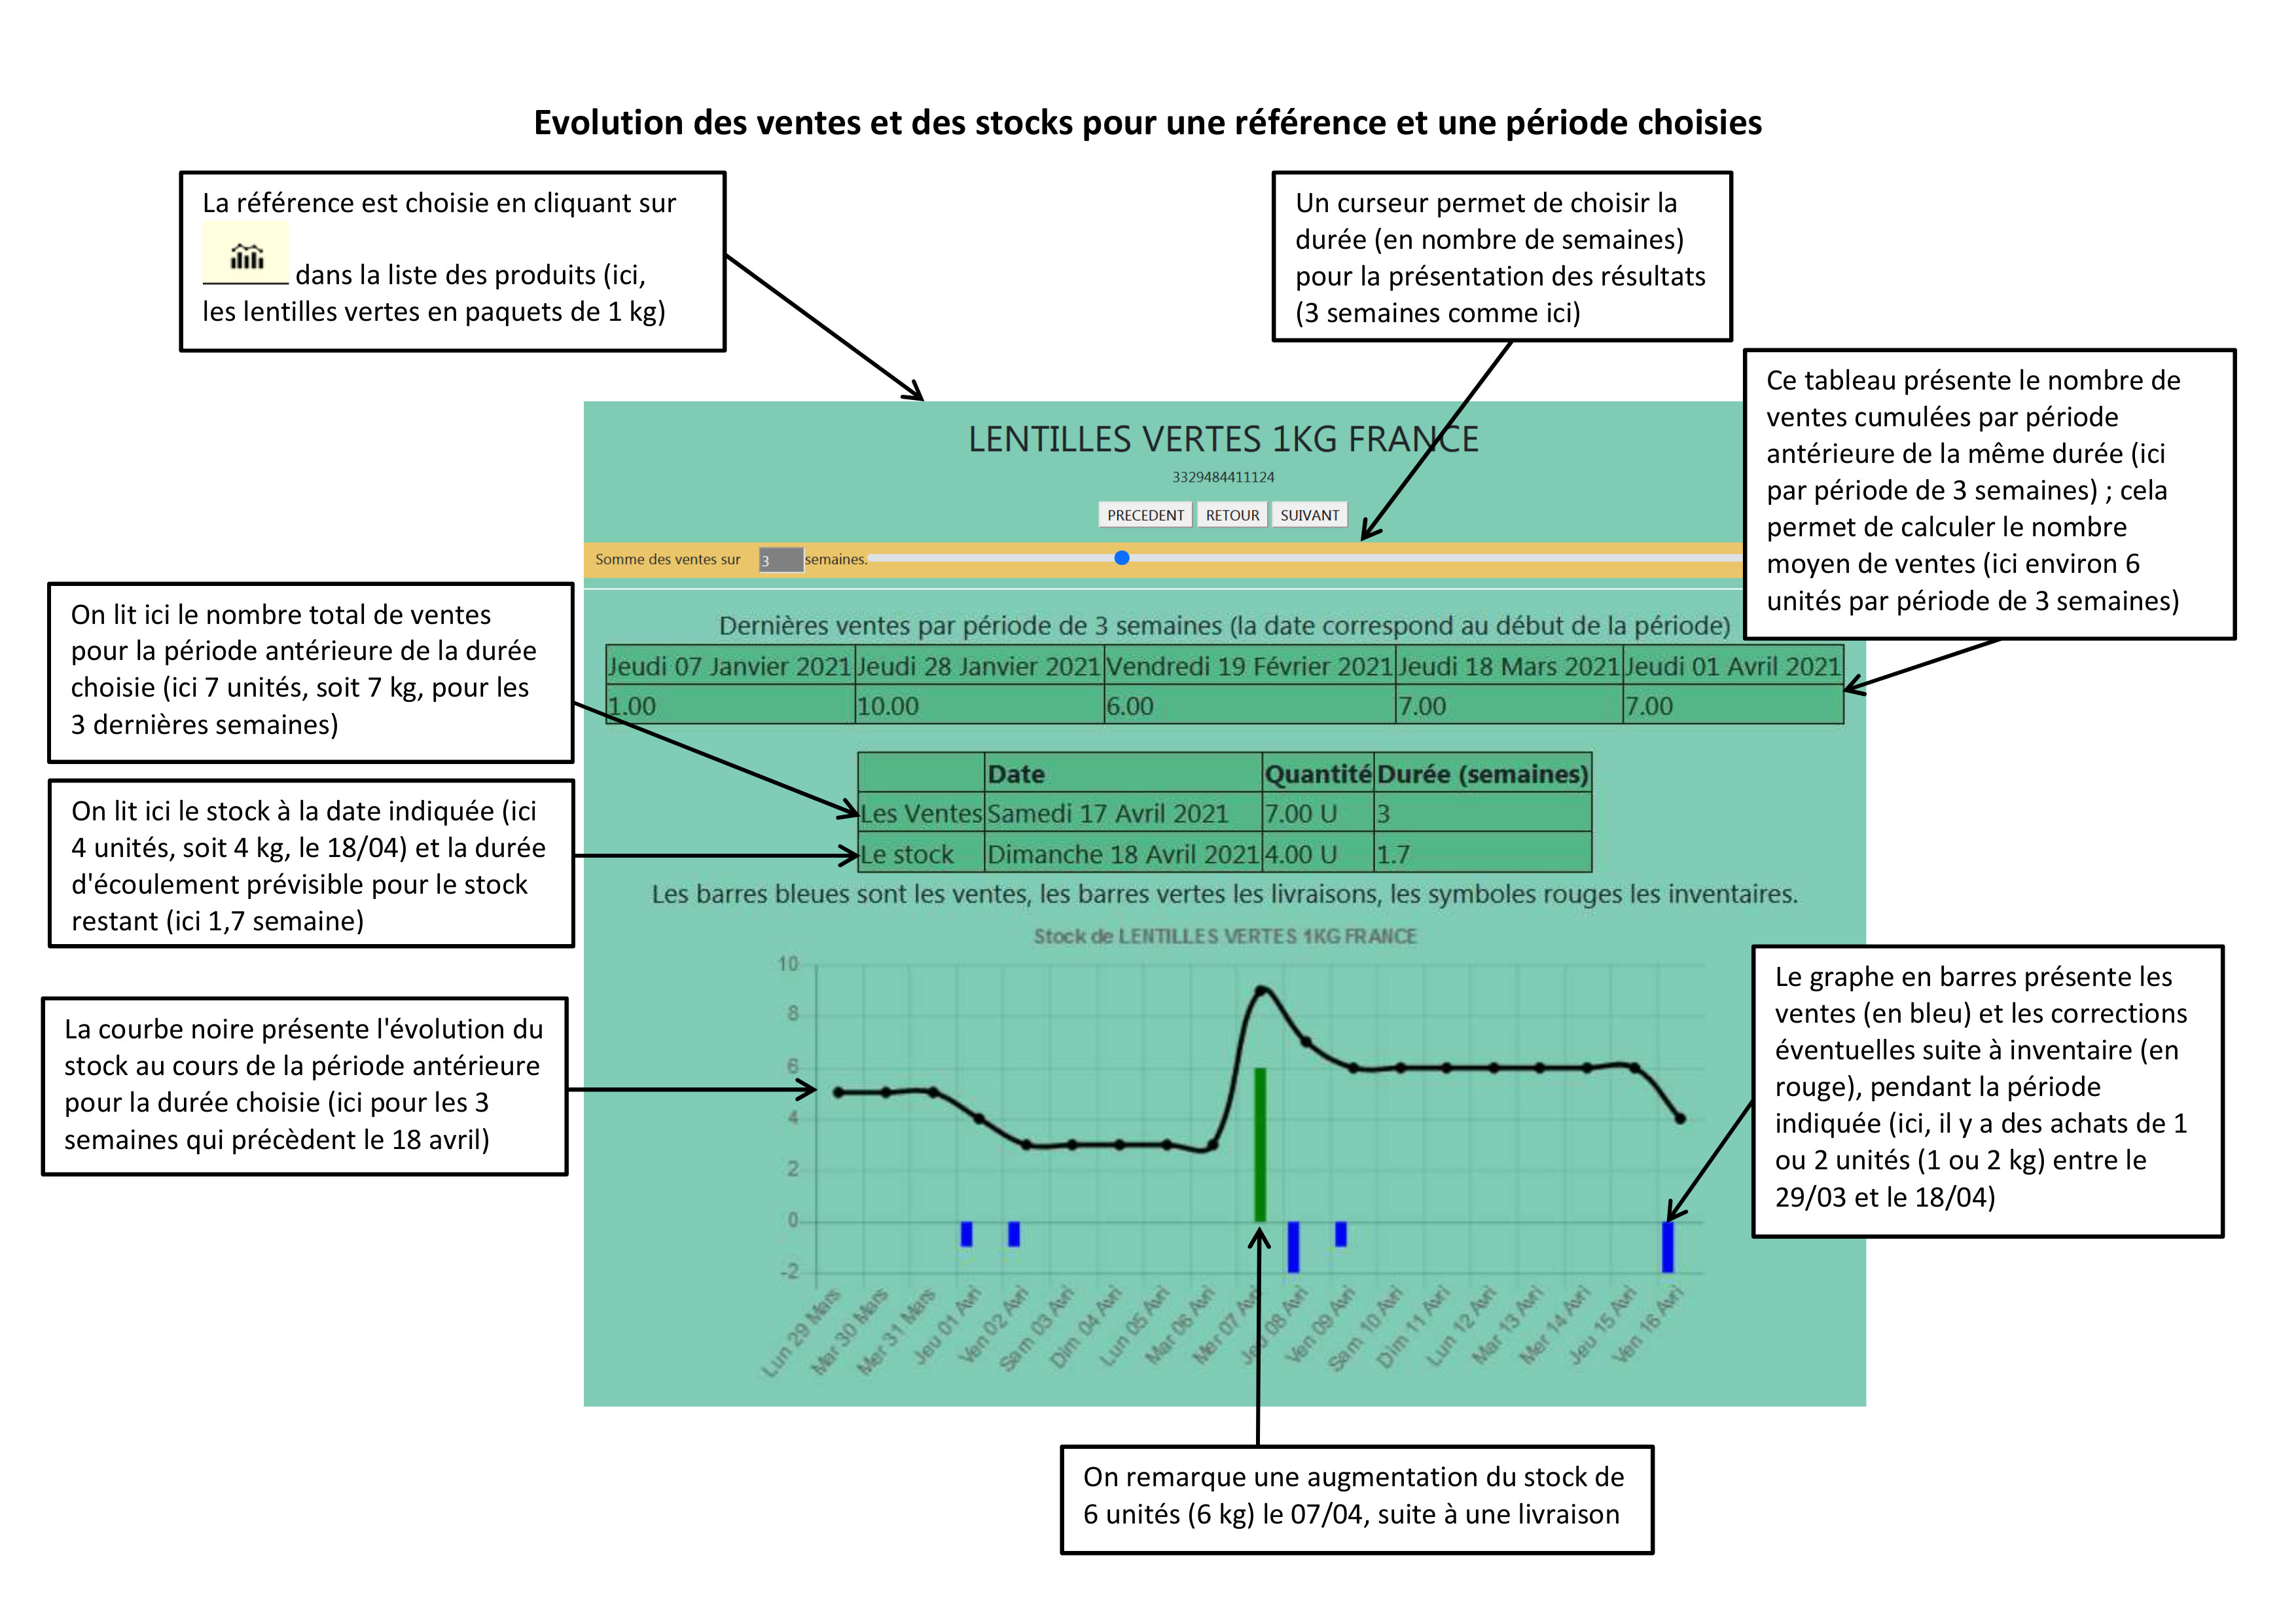 Evolution des ventes et des stocks pour une référence et une période choisies
La référence est choisie en cliquant sur
dans la liste des produits (ici,
les lentilles vertes en paquets de 1 kg)
Un curseur permet de choisir la
durée (en nombre de semaines)
pour la présentation des résultats
(3 semaines comme ici)
Ce tableau présente le nombre de
ventes cumulées par période
antérieure de la même durée (ici
par période de 3 semaines) ; cela
permet de calculer le nombre
moyen de ventes (ici environ 6
unités par période de 3 semaines)
LENTILLES VERTES 1KG FRANCE
3329484411124
PRECEDENT RETOUR SUIVANT
Somme des ventes sur 3 semaines.
On lit ici le nombre total de ventes
pour la période antérieure de la durée
choisie (ici 7 unités, soit 7 kg, pour les
3 dernières semaines)
Dernières ventes par période de 3 semaines (la date correspond au début de la période)
Jeudi 07 Janvier 2021 Jeudi 28 Janvier 2021 Vendredi 19 Février 2021 Jeudi 18 Mars 2021 Jeudi 01 Avril 2021
1.00 10.00 6.00 7.00 7.00
Date Quantité Durée (semaines)
Les Ventes Samedi 17 Avril 2021 7.00 U 3
Le stock Dimanche 18 Avril 2021 4.00 U 1.7
On lit ici le stock à la date indiquée (ici
4 unités, soit 4 kg, le 18/04) et la durée
d'écoulement prévisible pour le stock
restant (ici 1,7 semaine)
Les barres bleues sont les ventes, les barres vertes les livraisons, les symboles rouges les inventaires.
Stock de LENTILLES VERTES 1KG FRANCE
La courbe noire présente l'évolution du
stock au cours de la période antérieure
pour la durée choisie (ici pour les 3
semaines qui précèdent le 18 avril)
Le graphe en barres présente les
ventes (en bleu) et les corrections
éventuelles suite à inventaire (en
rouge), pendant la période
indiquée (ici, il y a des achats de 1
ou 2 unités (1 ou 2 kg) entre le
29/03 et le 18/04)
10
8
6
4
2
0
-2
Lun 29 Mars
Mar 30 Mars
Mer 31 Mars
Jeu 01 Avri
Ven 02 Avri
Sam 03 Avri
Dim 04 Avri
Lun 05 Avri
Mar 06 Avri
Mer 07 Avri
Jeu 08 Avri
Ven 09 Avri
Sam 10 Avri
Dim 11 Avri
Lun 12 Avri
Mar 13 Avri
Mer 14 Avri
Jeu 15 Avri
Ven 16 Avri
On remarque une augmentation du stock de
6 unités (6 kg) le 07/04, suite à une livraison